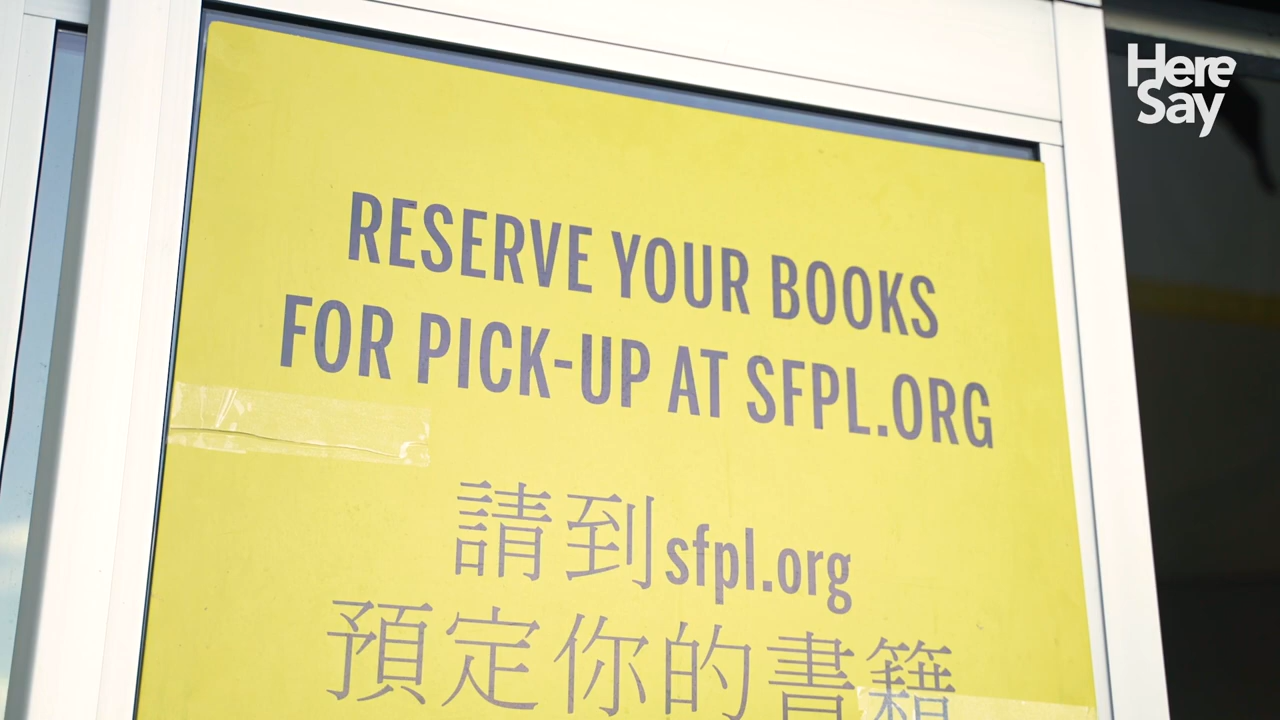 Here
Say
RESERVE YOUR BOOKS
FOR PICK-UP AT SFPL.ORG
請到sfpl.org
預定你的書籍